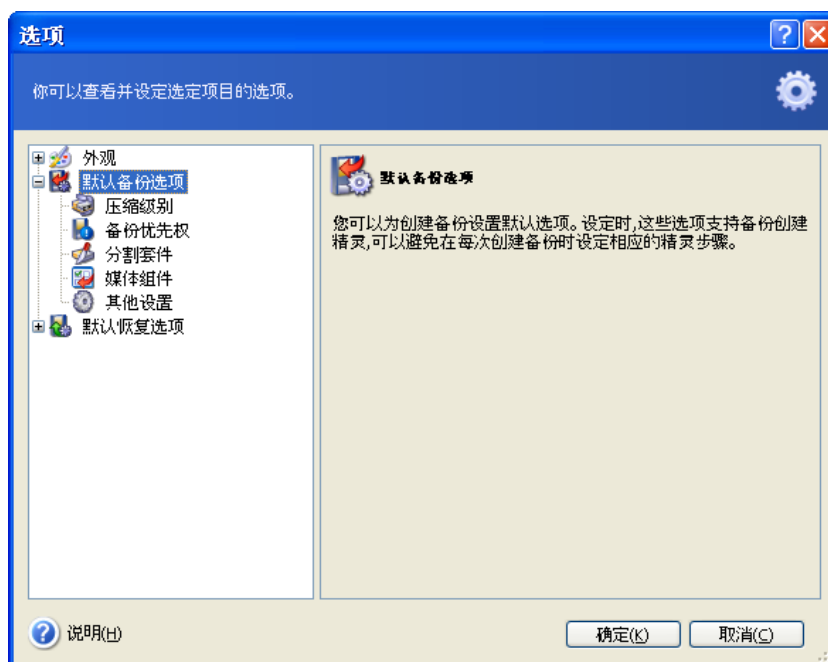 选项
你可以查看并设定选定项目的选项。
外观
默认备份选项
压缩级别
备份优先权
分割套件
媒体组件
其他设置
默认恢复选项
默认备份选项
您可以为创建备份设置默认选项。设定时,这些选项支持备份创建
精灵,可以避免在每次创建备份时设定相应的精灵步骤。
说明(H)
确定(K)
取消(C)